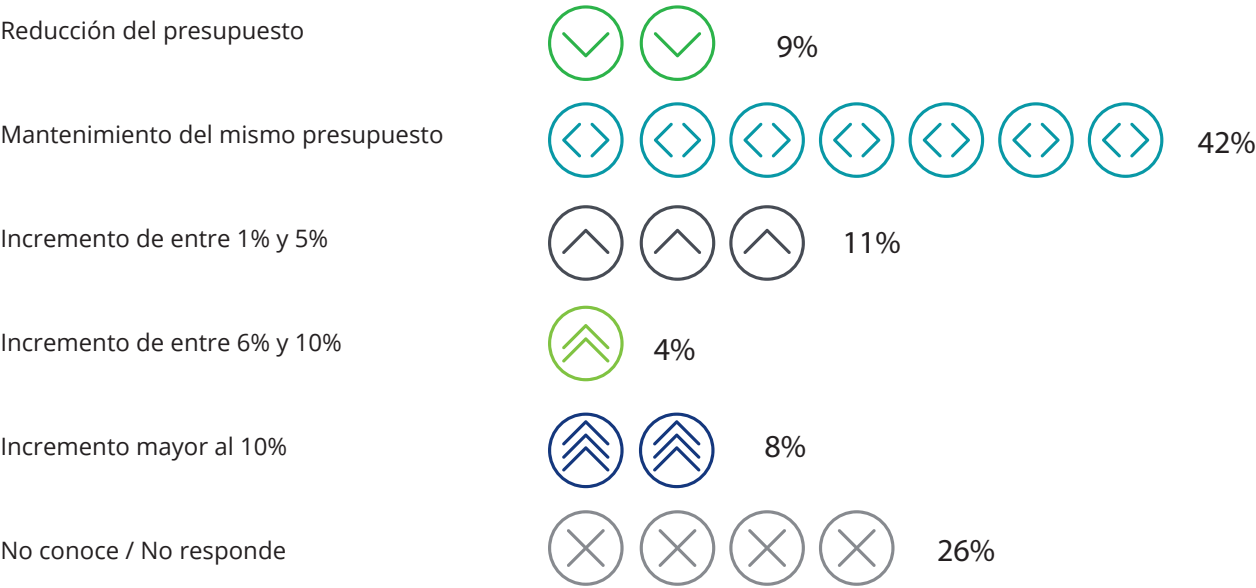 Reducción del presupuesto 9%
Mantenimiento del mismo presupuesto 42%
Incremento de entre 1% y 5% 11%
Incremento de entre 6% y 10% 4%
Incremento mayor al 10% 8%
No conoce / No responde 26%